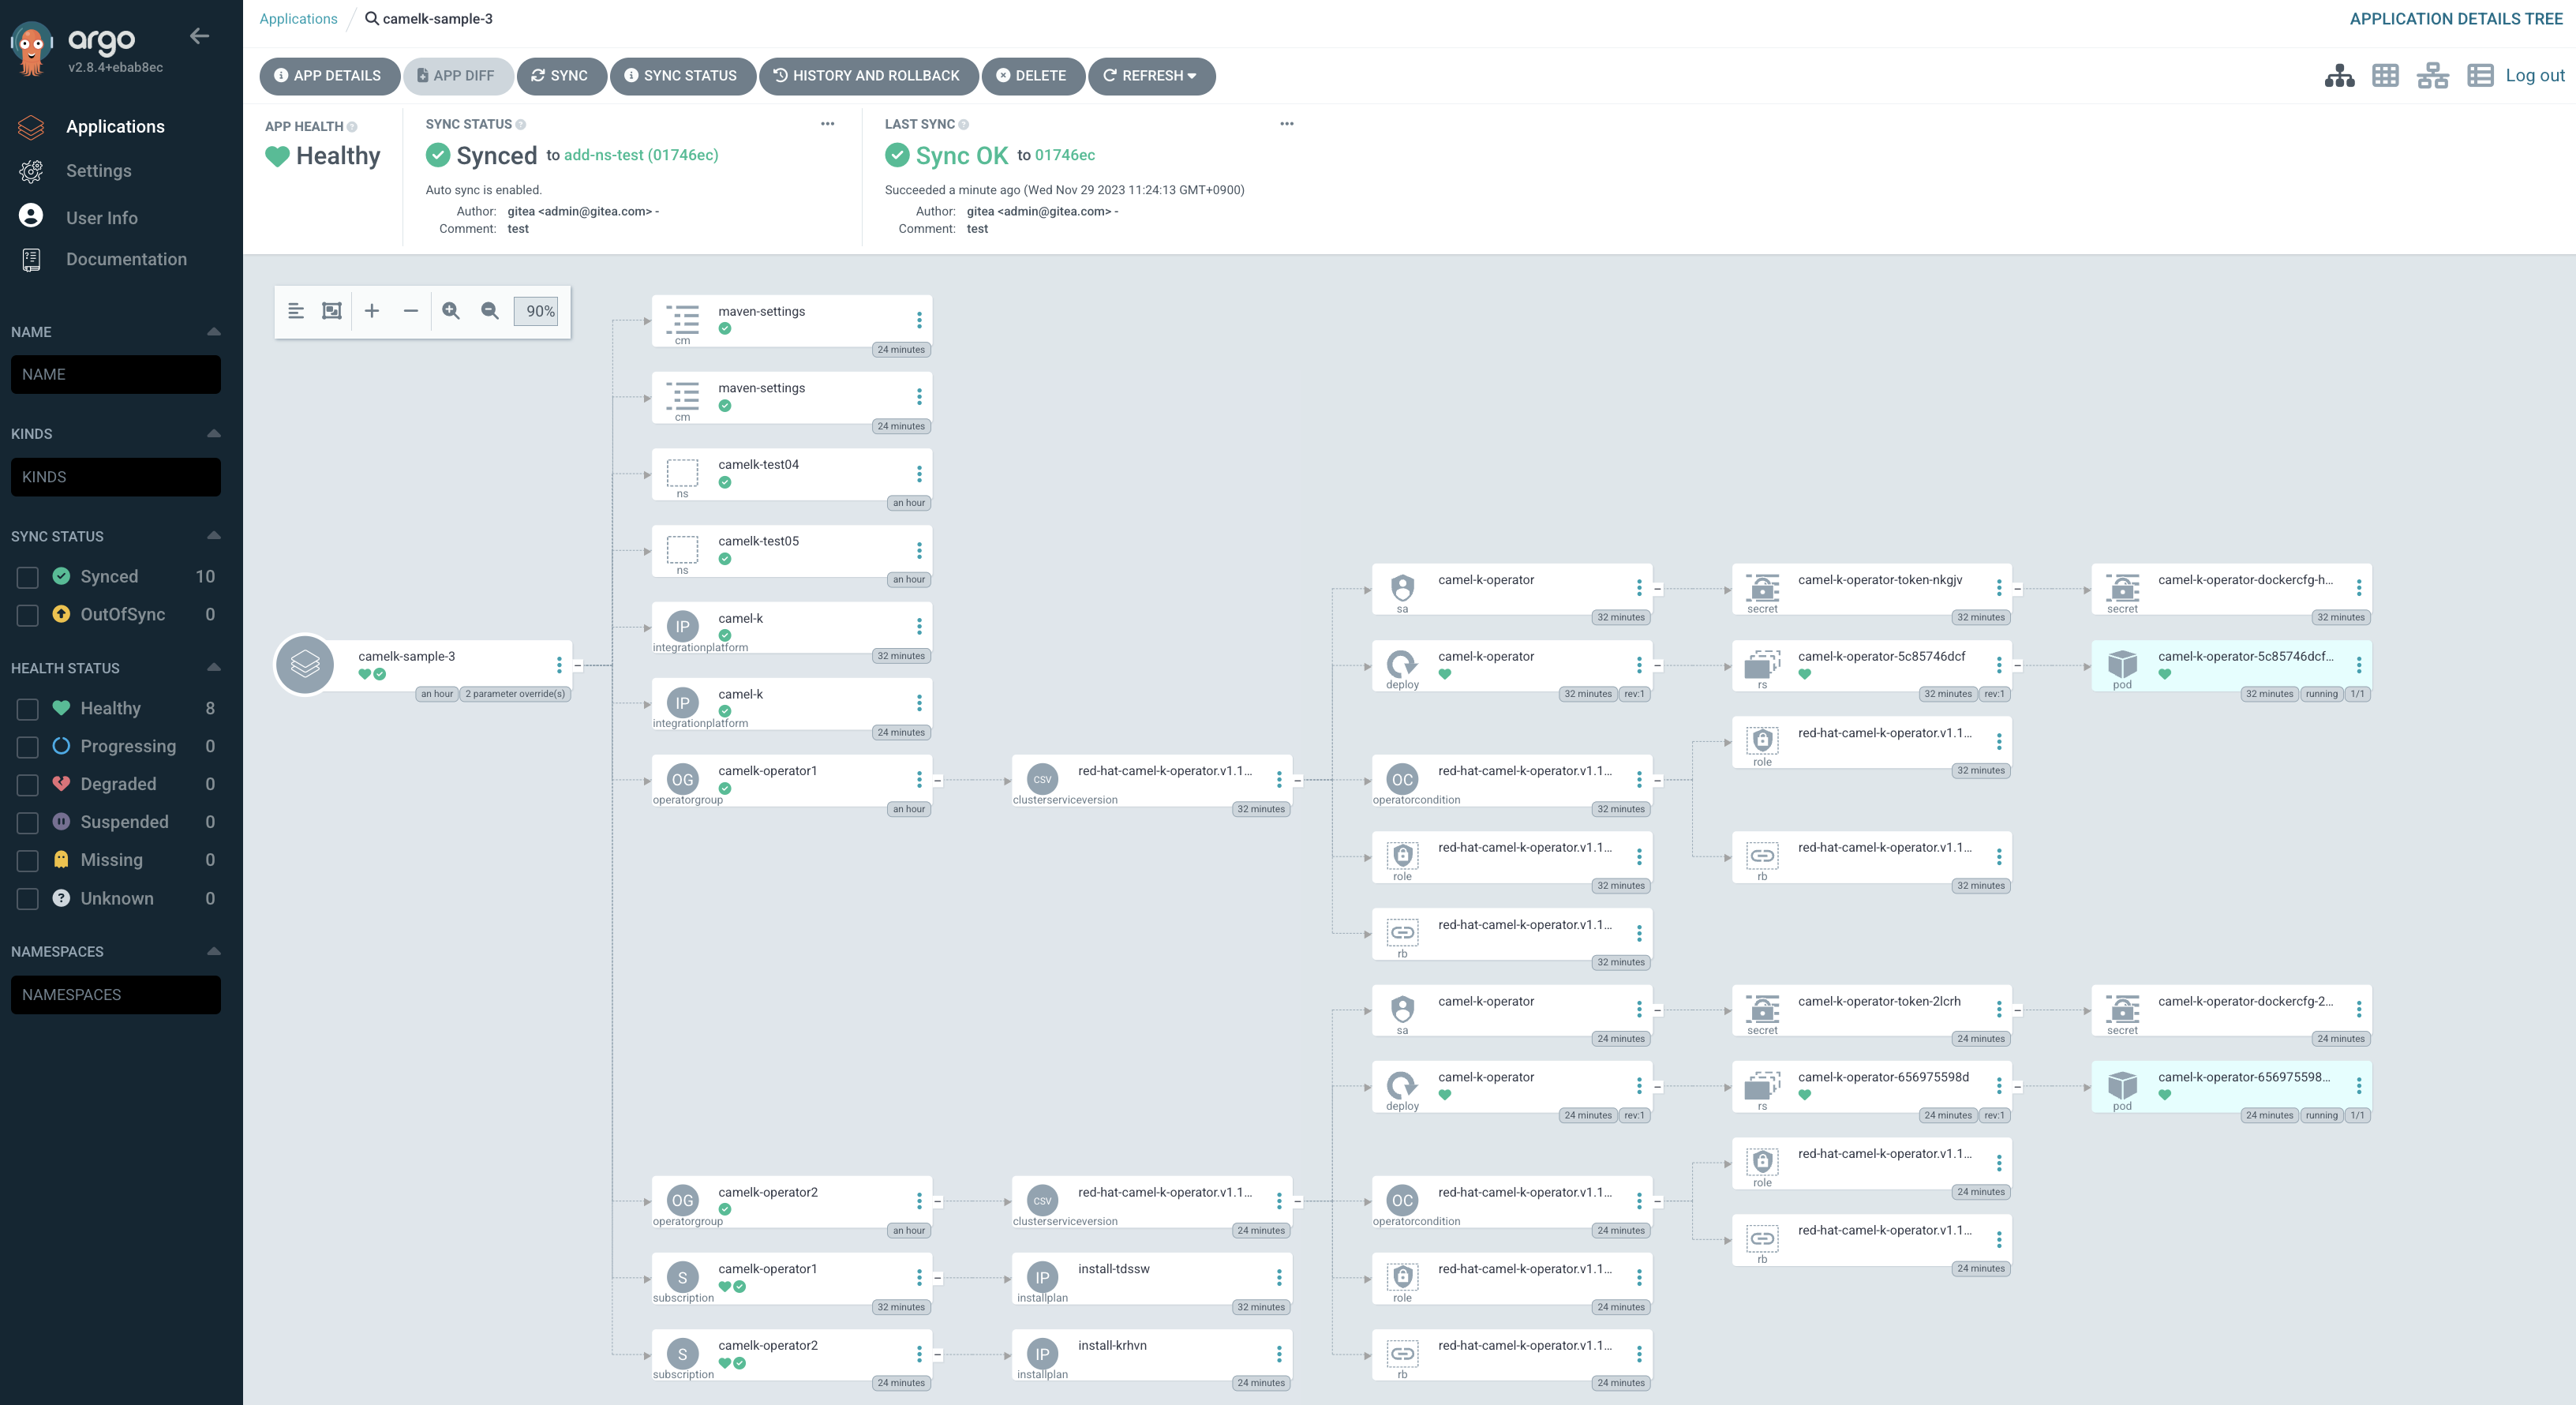 argo
v2.8.4+ebab8ec
Applications
Settings
User Info
Documentation
NAME
NAME
KINDS
KINDS
SYNC STATUS
Synced 10
OutOfSync 0
HEALTH STATUS
Healthy 8
Progressing 0
Degraded 0
Suspended 0
Missing 0
Unknown 0
NAMESPACES
NAMESPACES
Applications / camelk-sample-3
APPLICATION DETAILS TREE
APP DETAILS APP DIFF SYNC SYNC STATUS HISTORY AND ROLLBACK DELETE REFRESH
Log out
APP HEALTH
Healthy
SYNC STATUS
Synced to add-ns-test (01746ec)
Auto sync is enabled.
Author: gitea <admin@gitea.com> -
Comment: test
LAST SYNC
Sync OK to 01746ec
Succeeded a minute ago (Wed Nov 29 2023 11:24:13 GMT+0900)
Author: gitea <admin@gitea.com> -
Comment: test
90%
camelk-sample-3
an hour 2 parameter override(s)
maven-settings
cm
24 minutes
maven-settings
cm
24 minutes
camelk-test04
ns
an hour
camelk-test05
ns
an hour
IP
camel-k
integrationplatform
32 minutes
IP
camel-k
integrationplatform
24 minutes
OG
camelk-operator1
operatorgroup
an hour
OG
camelk-operator2
operatorgroup
an hour
S
camelk-operator1
subscription
32 minutes
S
camelk-operator2
subscription
24 minutes
CSV
red-hat-camel-k-operator.v1.1...
clusterserviceversion
32 minutes
CSV
red-hat-camel-k-operator.v1.1...
clusterserviceversion
24 minutes
IP
install-tdssw
installplan
32 minutes
IP
install-krhvn
installplan
24 minutes
camel-k-operator
sa
32 minutes
camel-k-operator
deploy
32 minutes rev:1
OC
red-hat-camel-k-operator.v1.1...
operatorcondition
32 minutes
red-hat-camel-k-operator.v1.1...
role
32 minutes
red-hat-camel-k-operator.v1.1...
rb
32 minutes
camel-k-operator
sa
24 minutes
camel-k-operator
deploy
24 minutes rev:1
OC
red-hat-camel-k-operator.v1.1...
operatorcondition
24 minutes
red-hat-camel-k-operator.v1.1...
role
24 minutes
red-hat-camel-k-operator.v1.1...
rb
24 minutes
camel-k-operator-token-nkgjv
secret
32 minutes
camel-k-operator-5c85746dcf
rs
32 minutes rev:1
red-hat-camel-k-operator.v1.1...
role
32 minutes
red-hat-camel-k-operator.v1.1...
rb
32 minutes
camel-k-operator-token-2lcrh
secret
24 minutes
camel-k-operator-656975598d
rs
24 minutes rev:1
red-hat-camel-k-operator.v1.1...
role
24 minutes
red-hat-camel-k-operator.v1.1...
rb
24 minutes
camel-k-operator-dockercfg-h...
secret
32 minutes
camel-k-operator-5c85746dcf...
pod
32 minutes running 1/1
camel-k-operator-dockercfg-2...
secret
24 minutes
camel-k-operator-656975598...
pod
24 minutes running 1/1